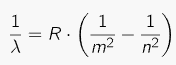 1/λ = R · (1/m² − 1/n²)